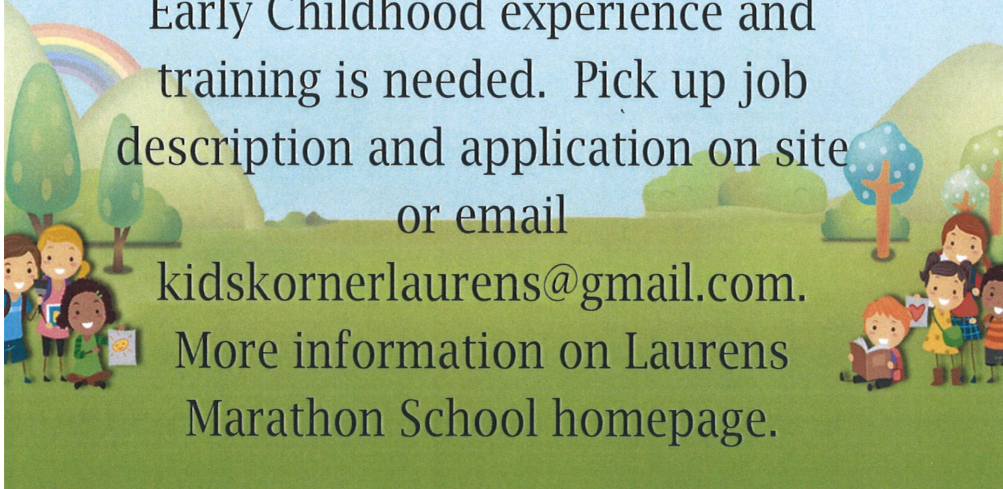 Early Childhood experience and
training is needed.  Pick up job
description and application on site
or email
kidskornerlaurens@gmail.com.
More information on Laurens
Marathon School homepage.